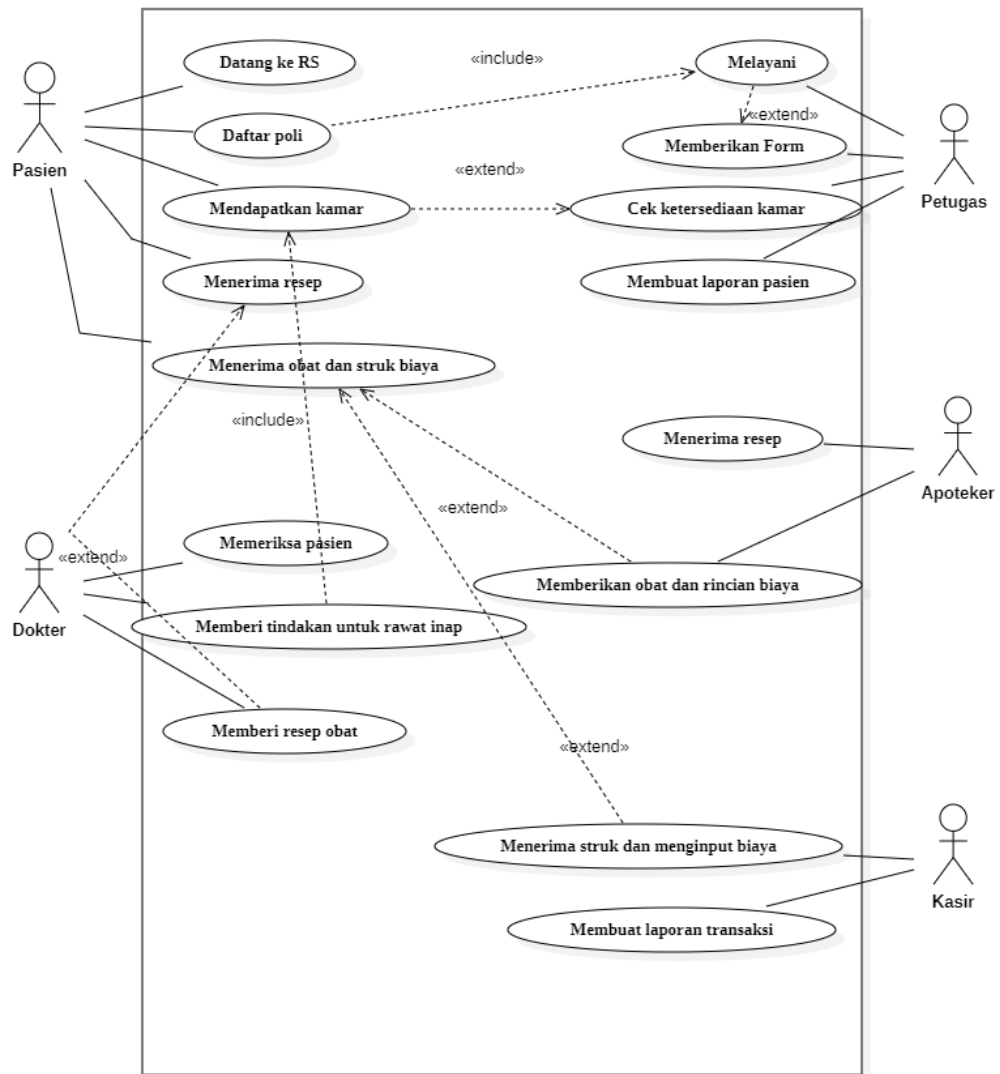 Datang ke RS
«include»
Melayani
Pasien
Daftar poli
«extend»
Memberikan Form
Petugas
«extend»
Mendapatkan kamar
Cek ketersediaan kamar
Menerima resep
Membuat laporan pasien
Menerima obat dan struk biaya
«include»
Menerima resep
Apoteker
«extend»
Memeriksa pasien
«extend»
Memberikan obat dan rincian biaya
Dokter
Memberi tindakan untuk rawat inap
Memberi resep obat
«extend»
Menerima struk dan menginput biaya
Kasir
Membuat laporan transaksi